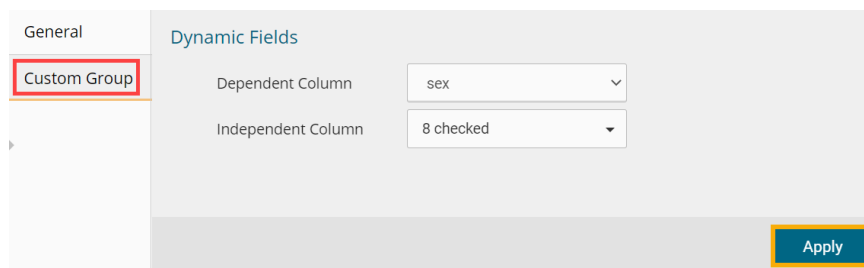 General
Dynamic Fields
Custom Group
Dependent Column sex
Independent Column 8 checked
Apply